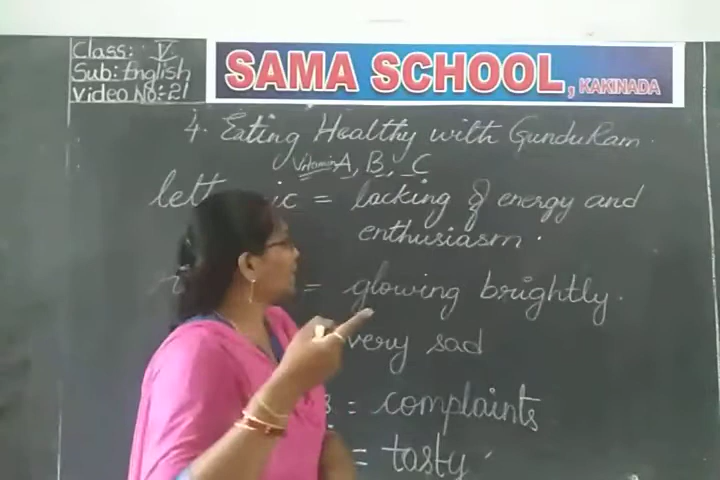 Class: V
Sub: English
Video No:-21
SAMA SCHOOL, KAKINADA
4. Eating Healthy with GunduRam.
Vitamin A, B, C
= lacking of energy and
enthusiasm.
= glowing brightly.
very sad
= complaints
= tasty